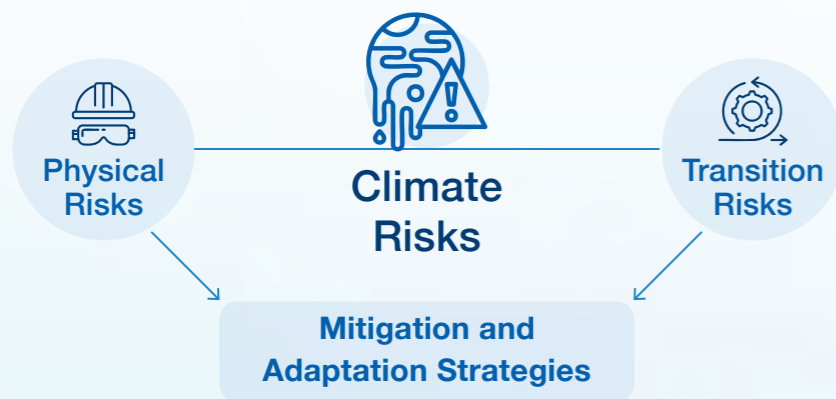 Physical
Risks
Climate
Risks
Transition
Risks
Mitigation and
Adaptation Strategies